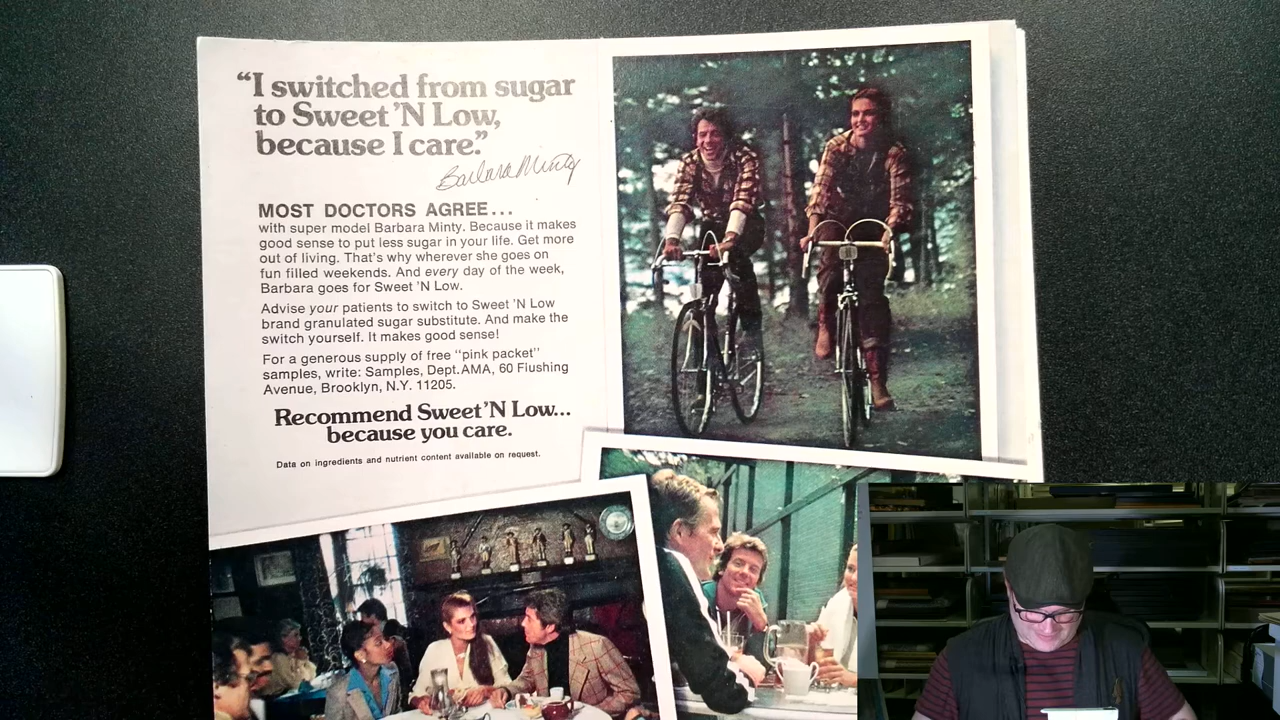 “I switched from sugar
to Sweet’N Low,
because I care.”
Barbara Minty
MOST DOCTORS AGREE...
with super model Barbara Minty. Because it makes
good sense to put less sugar in your life. Get more
out of living. That's why wherever she goes on
fun filled weekends. And every day of the week,
Barbara goes for Sweet 'N Low.
Advise your patients to switch to Sweet 'N Low
brand granulated sugar substitute. And make the
switch yourself. It makes good sense!
For a generous supply of free "pink packet"
samples, write: Samples, Dept.AMA, 60 Flushing
Avenue, Brooklyn, N.Y. 11205.
Recommend Sweet’N Low...
because you care.
Data on ingredients and nutrient content available on request.